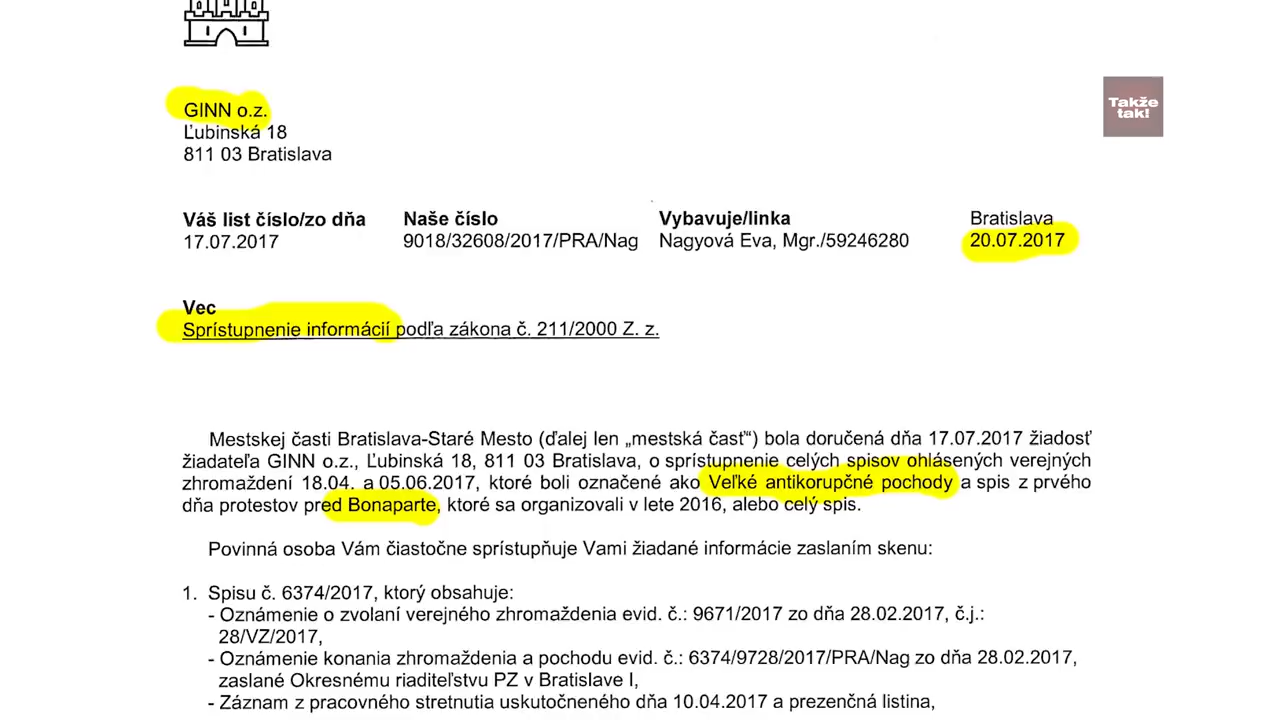 Takže
tak!
GINN o.z.
Ľubinská 18
811 03 Bratislava
Váš list číslo/zo dňa Naše číslo Vybavuje/linka Bratislava
17.07.2017 9018/32608/2017/PRA/Nag Nagyová Eva, Mgr./59246280 20.07.2017
Vec
Sprístupnenie informácií podľa zákona č. 211/2000 Z. z.
Mestskej časti Bratislava-Staré Mesto (ďalej len „mestská časť“) bola doručená dňa 17.07.2017 žiadosť
žiadateľa GINN o.z., Ľubinská 18, 811 03 Bratislava, o sprístupnenie celých spisov ohlásených verejných
zhromaždení 18.04. a 05.06.2017, ktoré boli označené ako Veľké antikorupčné pochody a spis z prvého
dňa protestov pred Bonaparte, ktoré sa organizovali v lete 2016, alebo celý spis.
Povinná osoba Vám čiastočne sprístupňuje Vami žiadané informácie zaslaním skenu:
1. Spisu č. 6374/2017, ktorý obsahuje:
- Oznámenie o zvolaní verejného zhromaždenia evid. č.: 9671/2017 zo dňa 28.02.2017, č.j.:
28/VZ/2017,
- Oznámenie konania zhromaždenia a pochodu evid. č.: 6374/9728/2017/PRA/Nag zo dňa 28.02.2017,
zaslané Okresnému riaditeľstvu PZ v Bratislave I,
- Záznam z pracovného stretnutia uskutočneného dňa 10.04.2017 a prezenčná listina,